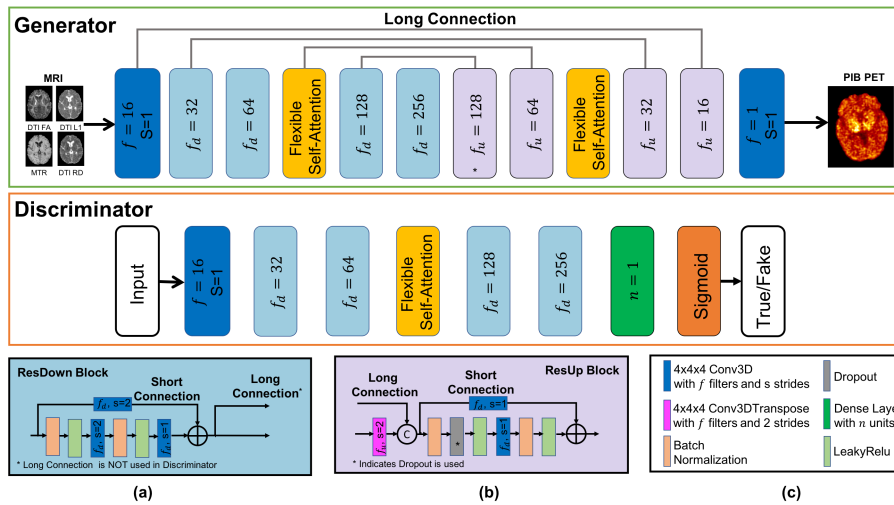 Generator
Long Connection
MRI
DTI FA
DTI L1
MTR
DTI RD
f = 16
S=1
f_d = 32
f_d = 64
Flexible
Self-Attention
f_d = 128
f_d = 256
f_u = 128
*
f_u = 64
Flexible
Self-Attention
f_u = 32
f_u = 16
f = 1
S=1
PIB PET
Discriminator
Input
f = 16
S=1
f_d = 32
f_d = 64
Flexible
Self-Attention
f_d = 128
f_d = 256
n = 1
Sigmoid
True/Fake
ResDown Block
Short
Connection
Long
Connection*
f_d, s=2
f_d, s=2
f_d, s=1
* Long Connection is NOT used in Discriminator
(a)
ResUp Block
Long
Connection
Short
Connection
f_d, s=1
f_u, s=2
C
*
f_d, s=1
* Indicates Dropout is used
(b)
4x4x4 Conv3D
with f filters and s strides
4x4x4 Conv3DTranspose
with f filters and 2 strides
Batch
Normalization
Dropout
Dense Laye
with n units
LeakyRelu
(c)